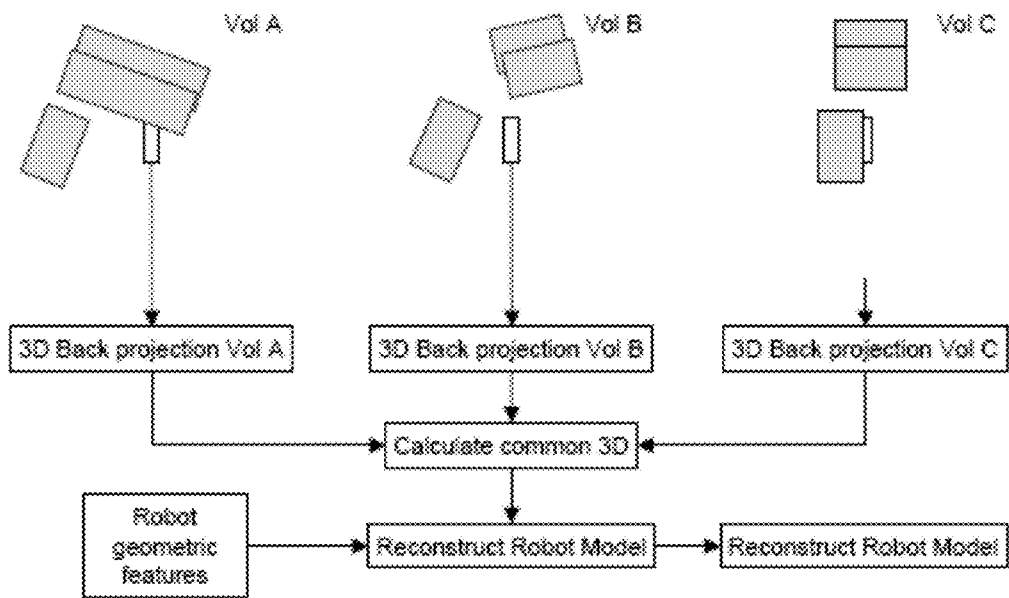 Vol A
Vol B
Vol C
3D Back projection Vol A
3D Back projection Vol B
3D Back projection Vol C
Calculate common 3D
Robot
geometric
features
Reconstruct Robot Model
Reconstruct Robot Model